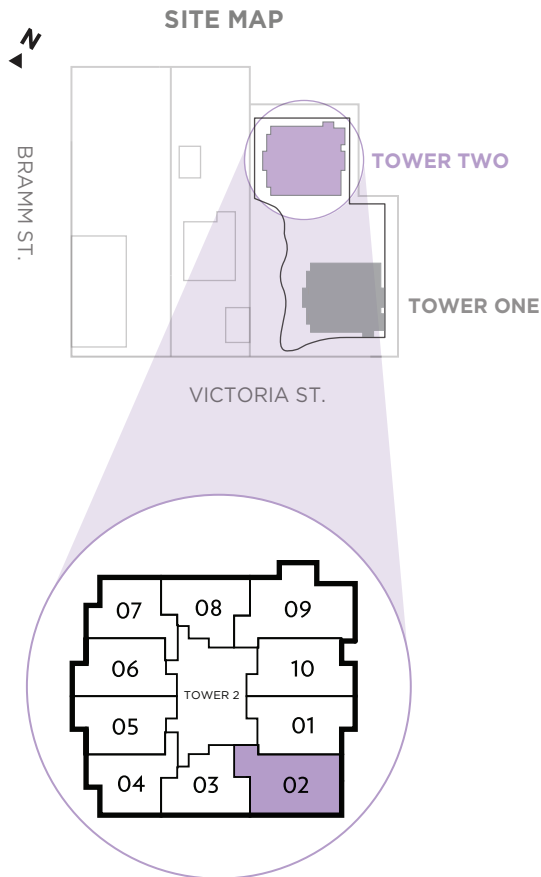 SITE MAP
N
BRAMM ST.
TOWER TWO
TOWER ONE
VICTORIA ST.
07
08
09
06
10
TOWER 2
05
01
04
03
02